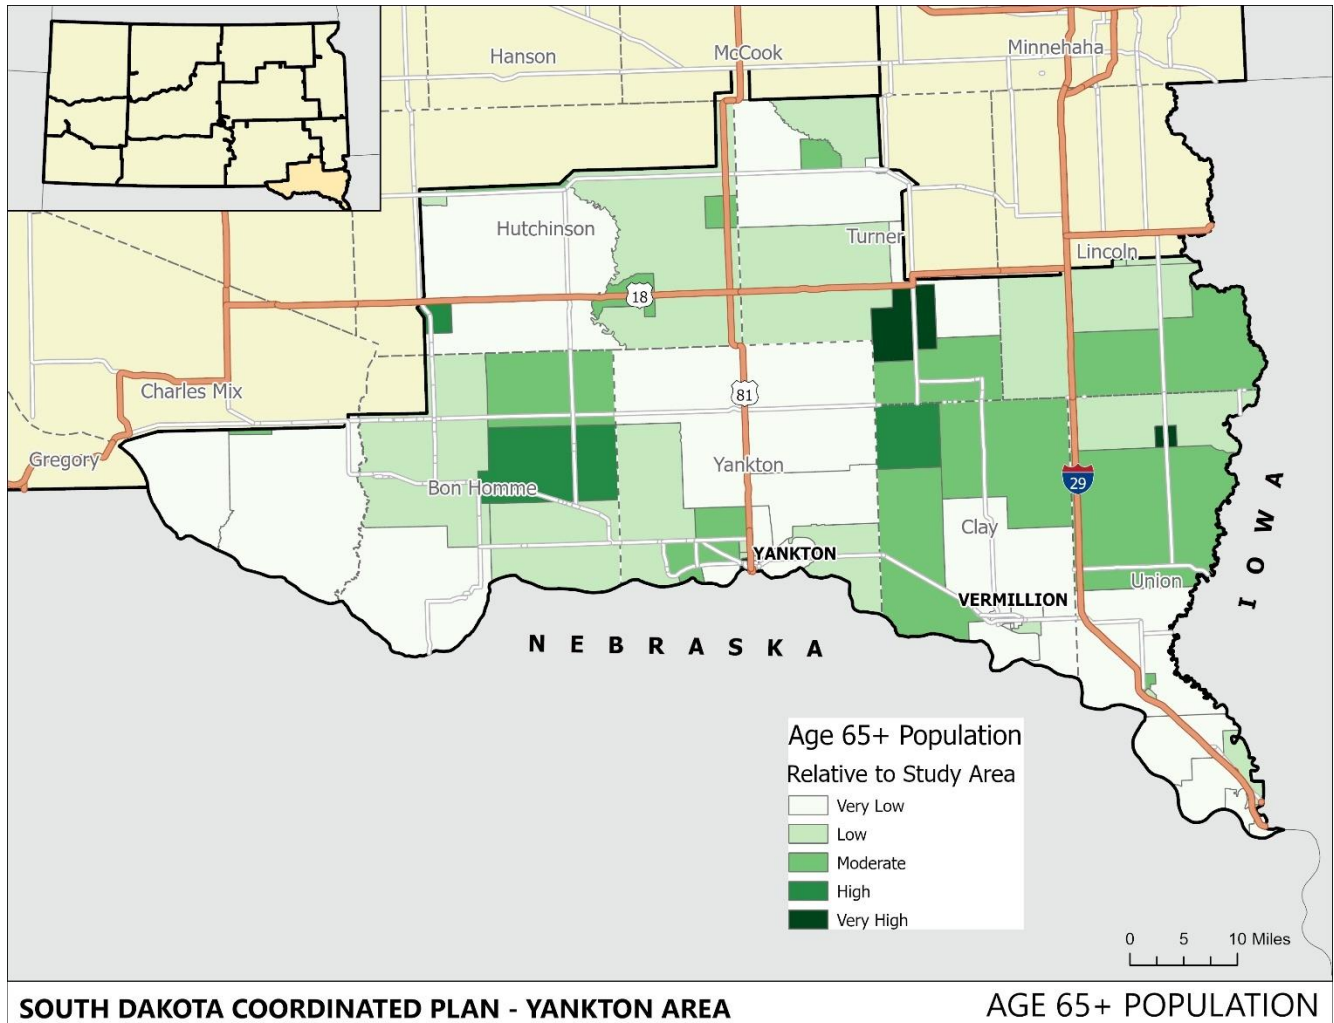 Hanson
McCook
Minnehaha
Hutchinson
Turner
Lincoln
18
Charles Mix
81
Gregory
Yankton
Bon Homme
29
Clay
YANKTON
Union
VERMILLION
IOWA
NEBRASKA
Age 65+ Population
Relative to Study Area
Very Low
Low
Moderate
High
Very High
0 5 10 Miles
SOUTH DAKOTA COORDINATED PLAN - YANKTON AREA
AGE 65+ POPULATION